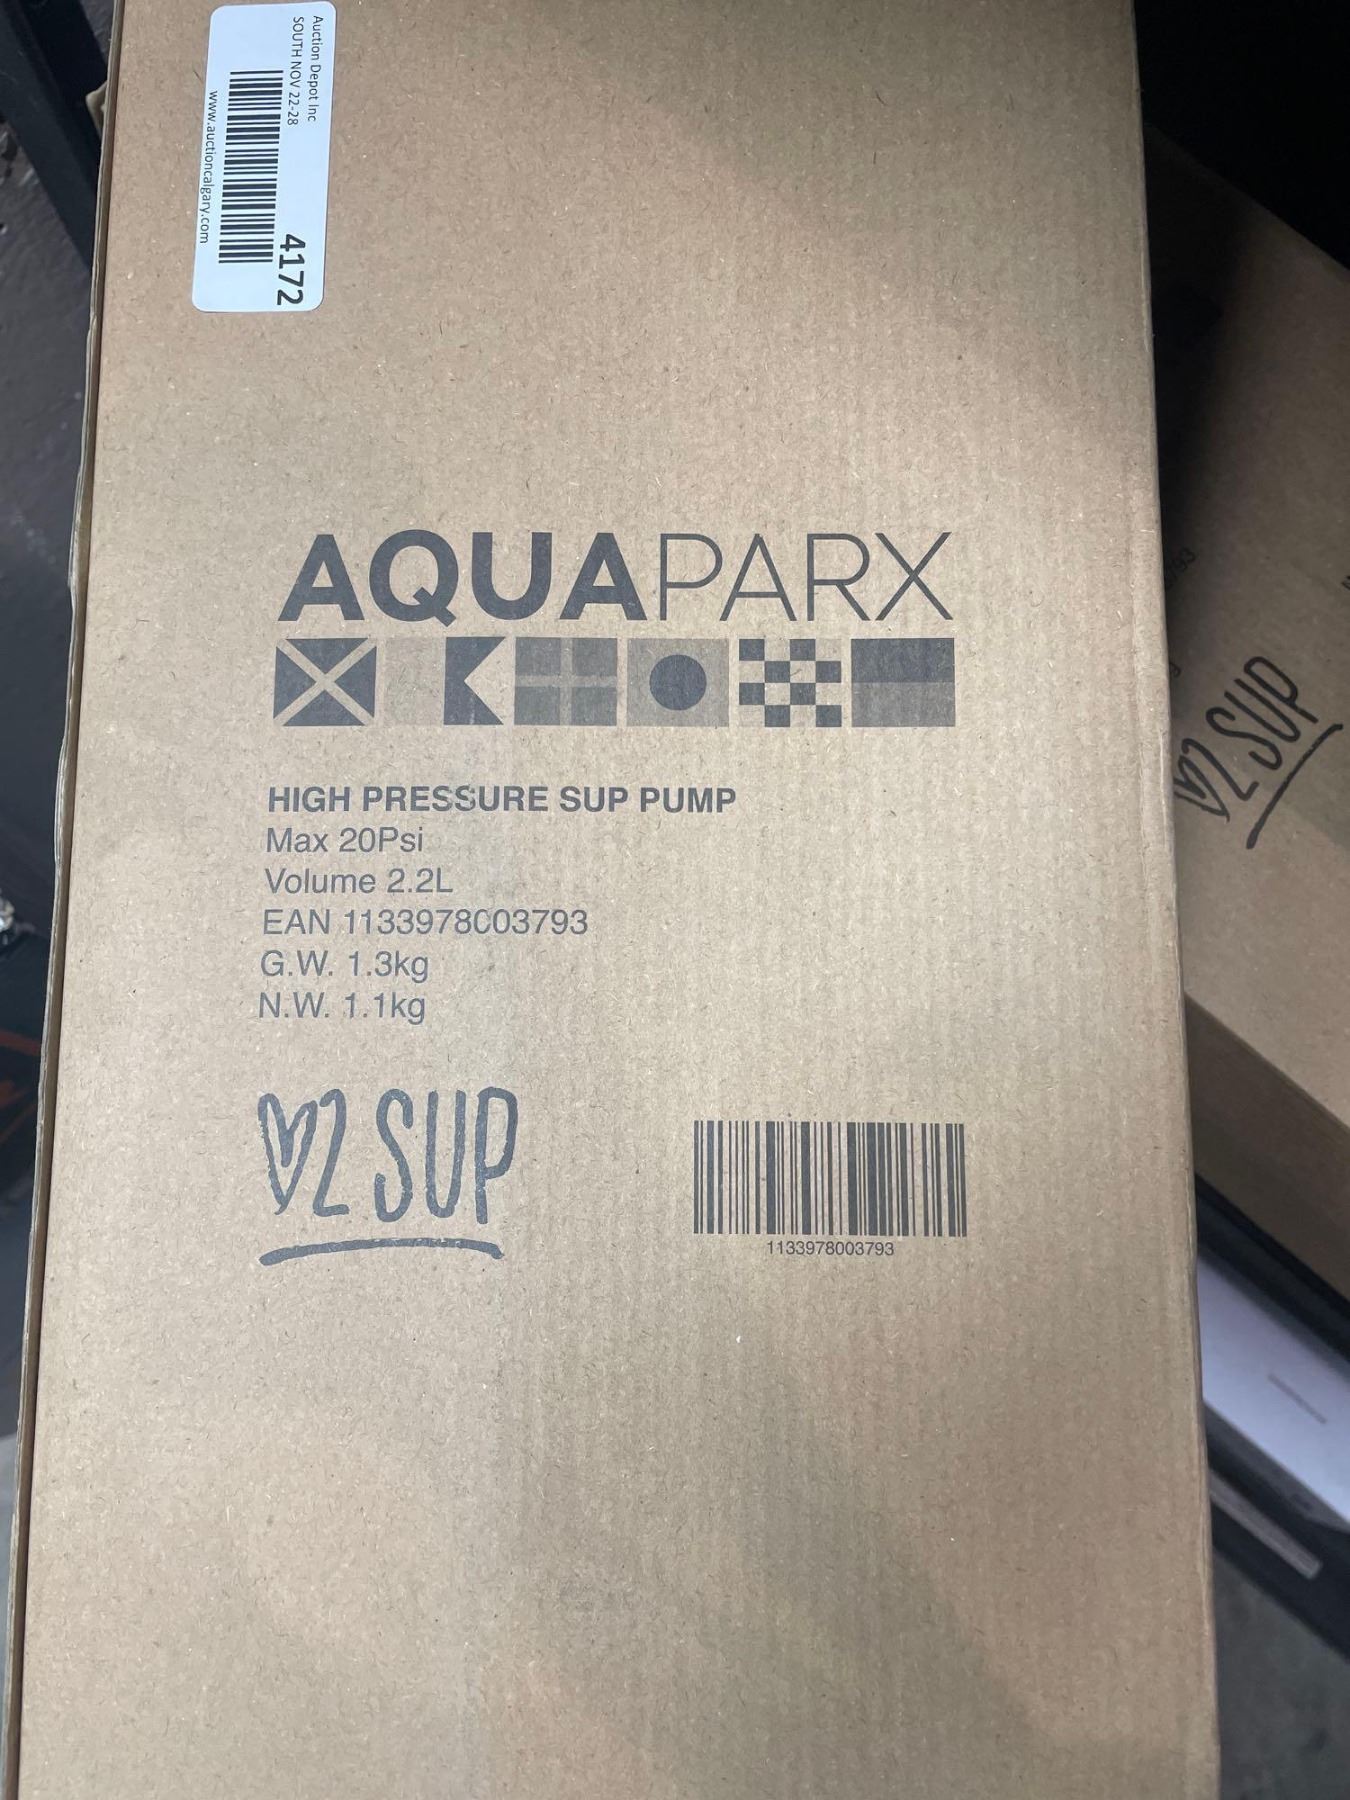 Auction Depot Inc
SOUTH NOV 22-28
4172
www.auctioncalgary.com
AQUAPARX
HIGH PRESSURE SUP PUMP
Max 20Psi
Volume 2.2L
EAN 1133978003793
G.W. 1.3kg
N.W. 1.1kg
♡2 SUP
1133978003793
♡2 SUP